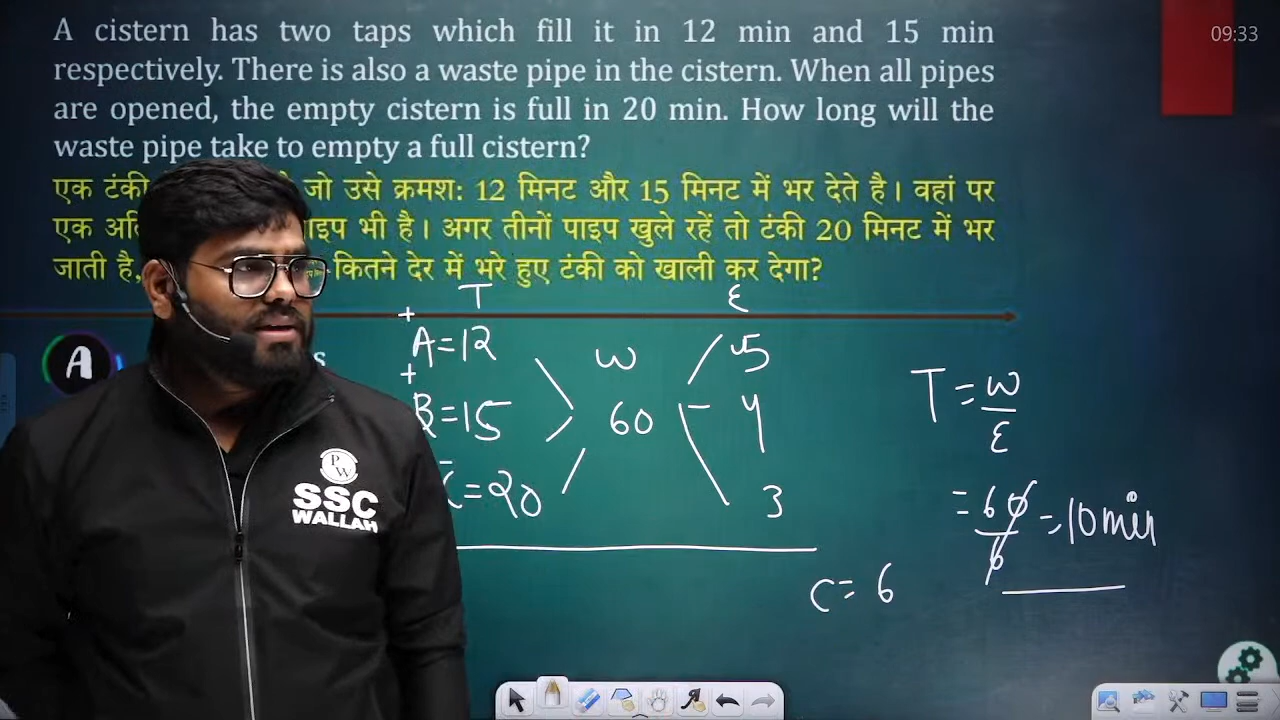 A cistern has two taps which fill it in 12 min and 15 min
respectively. There is also a waste pipe in the cistern. When all pipes
are opened, the empty cistern is full in 20 min. How long will the
waste pipe take to empty a full cistern?
एक टंकी जो उसे क्रमश: 12 मिनट और 15 मिनट में भर देते है। वहां पर
एक भी है। अगर तीनों पाइप खुले रहें तो टंकी 20 मिनट में भर
जाती है, कितने देर में भरे हुए टंकी को खाली कर देगा?
09:33
T E
+
A=12 W 5
+
B=15 60 4
-
=20 3
C= 6
T = W/E
= 60/6 = 10 min
A
s
PW
SSC
WALLAH